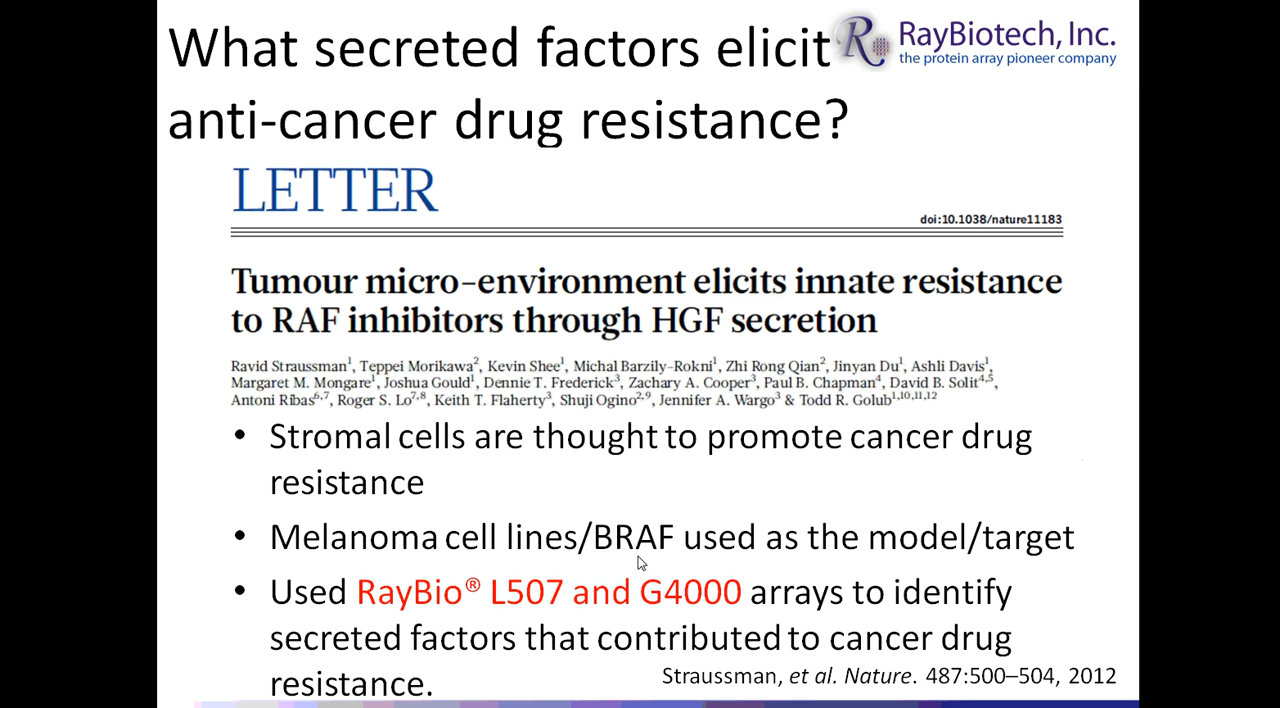 What secreted factors elicit
anti-cancer drug resistance?
R RayBiotech, Inc.
the protein array pioneer company
LETTER
doi:10.1038/nature11183
Tumour micro-environment elicits innate resistance
to RAF inhibitors through HGF secretion
Ravid Straussman1, Teppei Morikawa2, Kevin Shee1, Michal Barzily-Rokni1, Zhi Rong Qian2, Jinyan Du1, Ashli Davis1,
Margaret M. Mongare1, Joshua Gould1, Dennie T. Frederick3, Zachary A. Cooper3, Paul B. Chapman4, David B. Solit4,5,
Antoni Ribas6,7, Roger S. Lo7,8, Keith T. Flaherty3, Shuji Ogino2,9, Jennifer A. Wargo3 & Todd R. Golub1,10,11,12
• Stromal cells are thought to promote cancer drug
resistance
• Melanoma cell lines/BRAF used as the model/target
• Used RayBio® L507 and G4000 arrays to identify
secreted factors that contributed to cancer drug
resistance.
Straussman, et al. Nature. 487:500–504, 2012